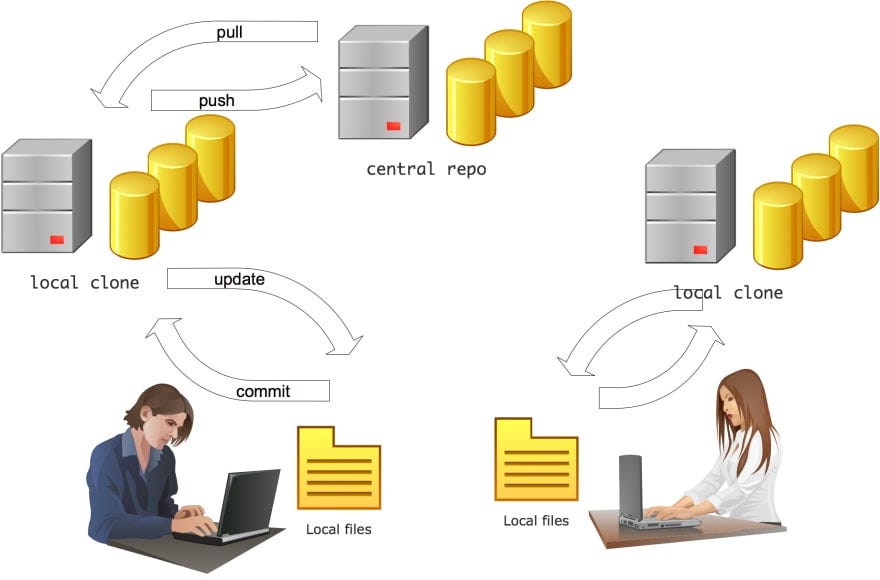 pull
push
central repo
local clone
local clone
update
commit
Local files
Local files